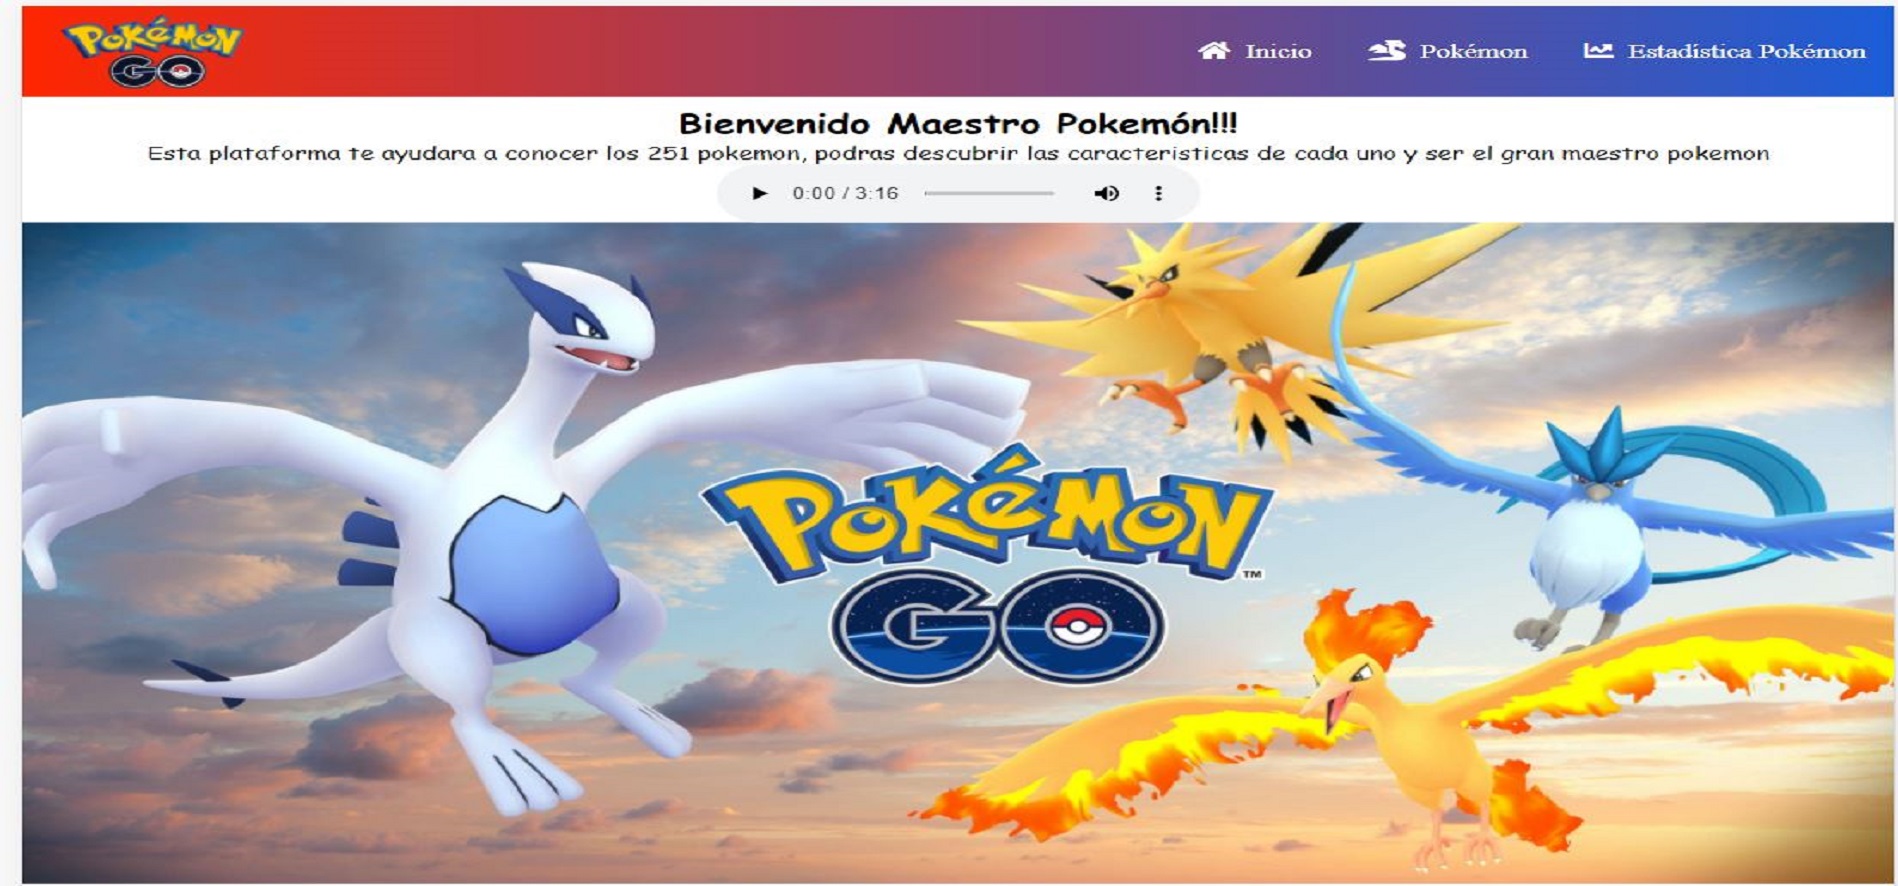 POKéMON
GO
Inicio
Pokémon
Estadística Pokémon
Bienvenido Maestro Pokemón!!!
Esta plataforma te ayudara a conocer los 251 pokemon, podras descubrir las caracteristicas de cada uno y ser el gran maestro pokemon
0:00 / 3:16
POKéMON
TM
GO